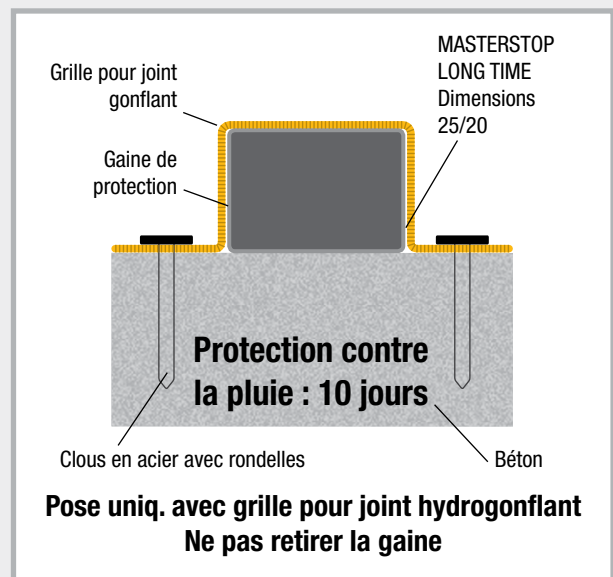 Grille pour joint
gonflant
MASTERSTOP
LONG TIME
Dimensions
25/20
Gaine de
protection
Protection contre
la pluie : 10 jours
Clous en acier avec rondelles
Béton
Pose uniq. avec grille pour joint hydrogonflant
Ne pas retirer la gaine